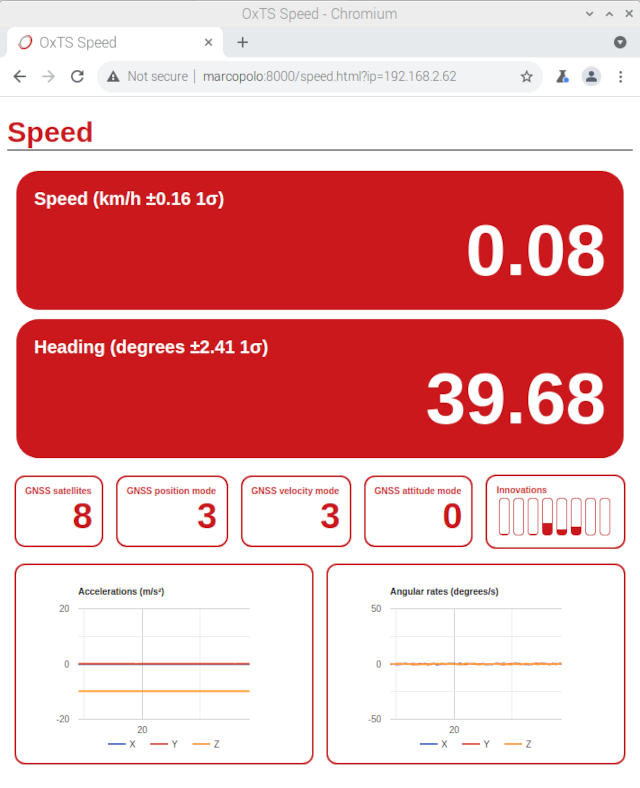 OxTS Speed - Chromium
OxTS Speed
Not secure | marcopolo:8000/speed.html?ip=192.168.2.62
Speed
Speed (km/h ±0.16 1σ)
0.08
Heading (degrees ±2.41 1σ)
39.68
GNSS satellites
8
GNSS position mode
3
GNSS velocity mode
3
GNSS attitude mode
0
Innovations
Accelerations (m/s²)
20
0
-20
20
X Y Z
Angular rates (degrees/s)
50
0
-50
20
X Y Z